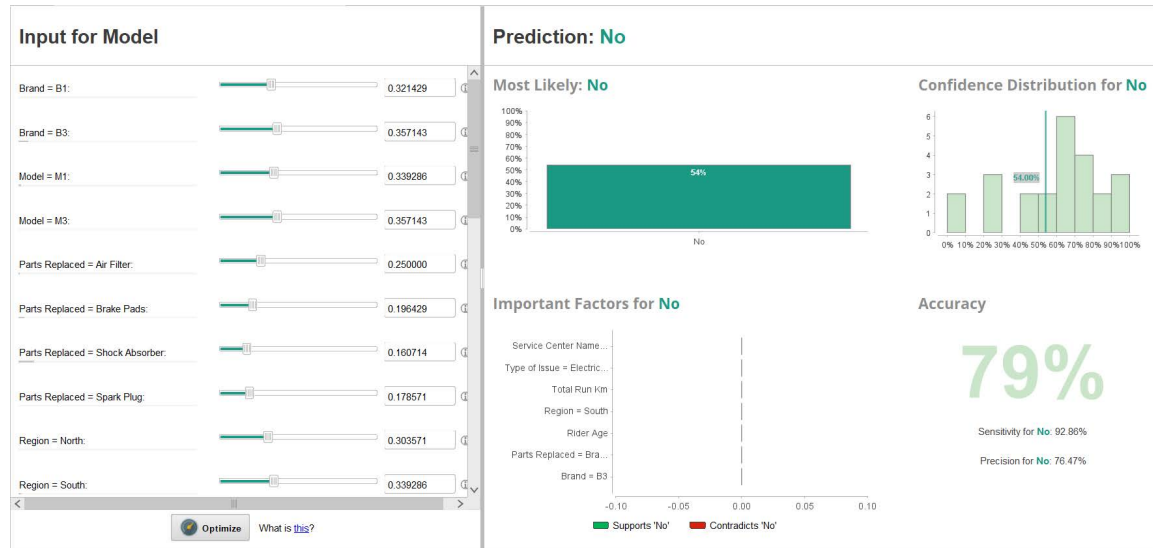 Input for Model
Brand = B1: 0.321429
Brand = B3: 0.357143
Model = M1: 0.339286
Model = M3: 0.357143
Parts Replaced = Air Filter: 0.250000
Parts Replaced = Brake Pads: 0.196429
Parts Replaced = Shock Absorber: 0.160714
Parts Replaced = Spark Plug: 0.178571
Region = North: 0.303571
Region = South: 0.339286
Optimize What is this?
Prediction: No
Most Likely: No
100%
90%
80%
70%
60%
50%
40%
30%
20%
10%
0%
54%
No
Confidence Distribution for No
6
5
4
3
2
1
0
54.00%
0% 10% 20% 30% 40% 50% 60% 70% 80% 90%100%
Important Factors for No
Service Center Name...
Type of Issue = Electric...
Total Run Km
Region = South
Rider Age
Parts Replaced = Bra...
Brand = B3
-0.10 -0.05 0.00 0.05 0.10
Supports 'No' Contradicts 'No'
Accuracy
79%
Sensitivity for No: 92.86%
Precision for No: 76.47%